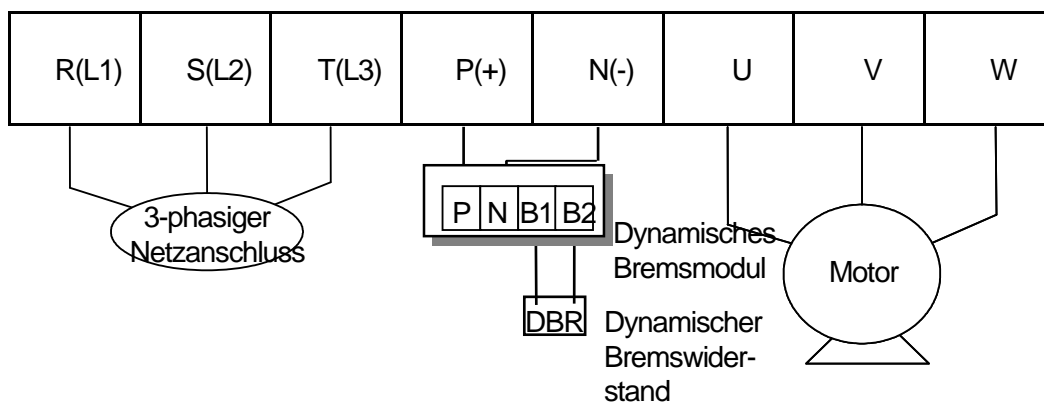 R(L1) S(L2) T(L3) P(+) N(-) U V W
3-phasiger
Netzanschluss
P N B1 B2
Dynamisches
Bremsmodul
Motor
DBR
Dynamischer
Bremswider-
stand